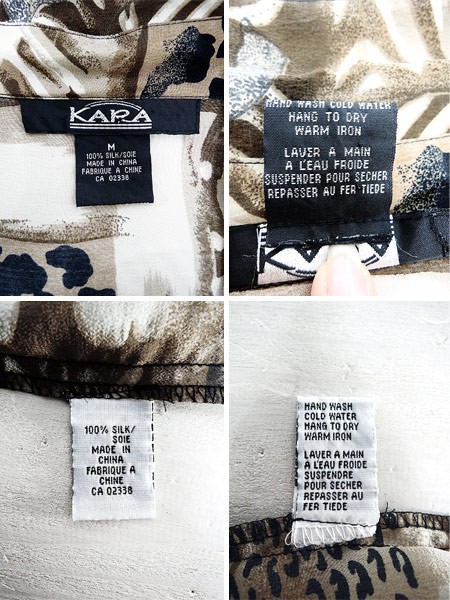 KARA
M
100% SILK/SOIE
MADE IN CHINA
FABRIQUE A CHINE
CA 02338
HAND WASH COLD WATER
HANG TO DRY
WARM IRON
LAVER A MAIN
A L'EAU FROIDE
SUSPENDER POUR SECHER
REPASSER AU FER TIEDE
100% SILK/
SOIE
MADE IN
CHINA
FABRIQUE A
CHINE
CA 02338
HAND WASH
COLD WATER
HANG TO DRY
WARM IRON
LAVER A MAIN
A L'EAU FROIDE
SUSPENDRE
POUR SECHER
REPASSER AU
FER TIEDE